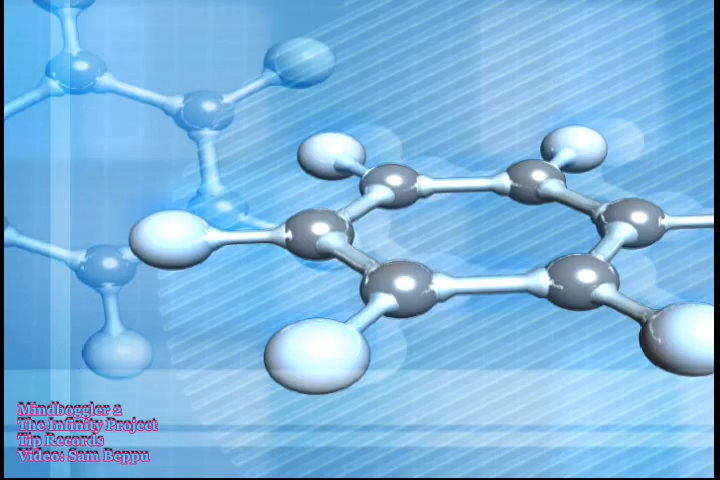 Mindboggler 2
The Infinity Project
Tip Records
Video: Sam Beppu